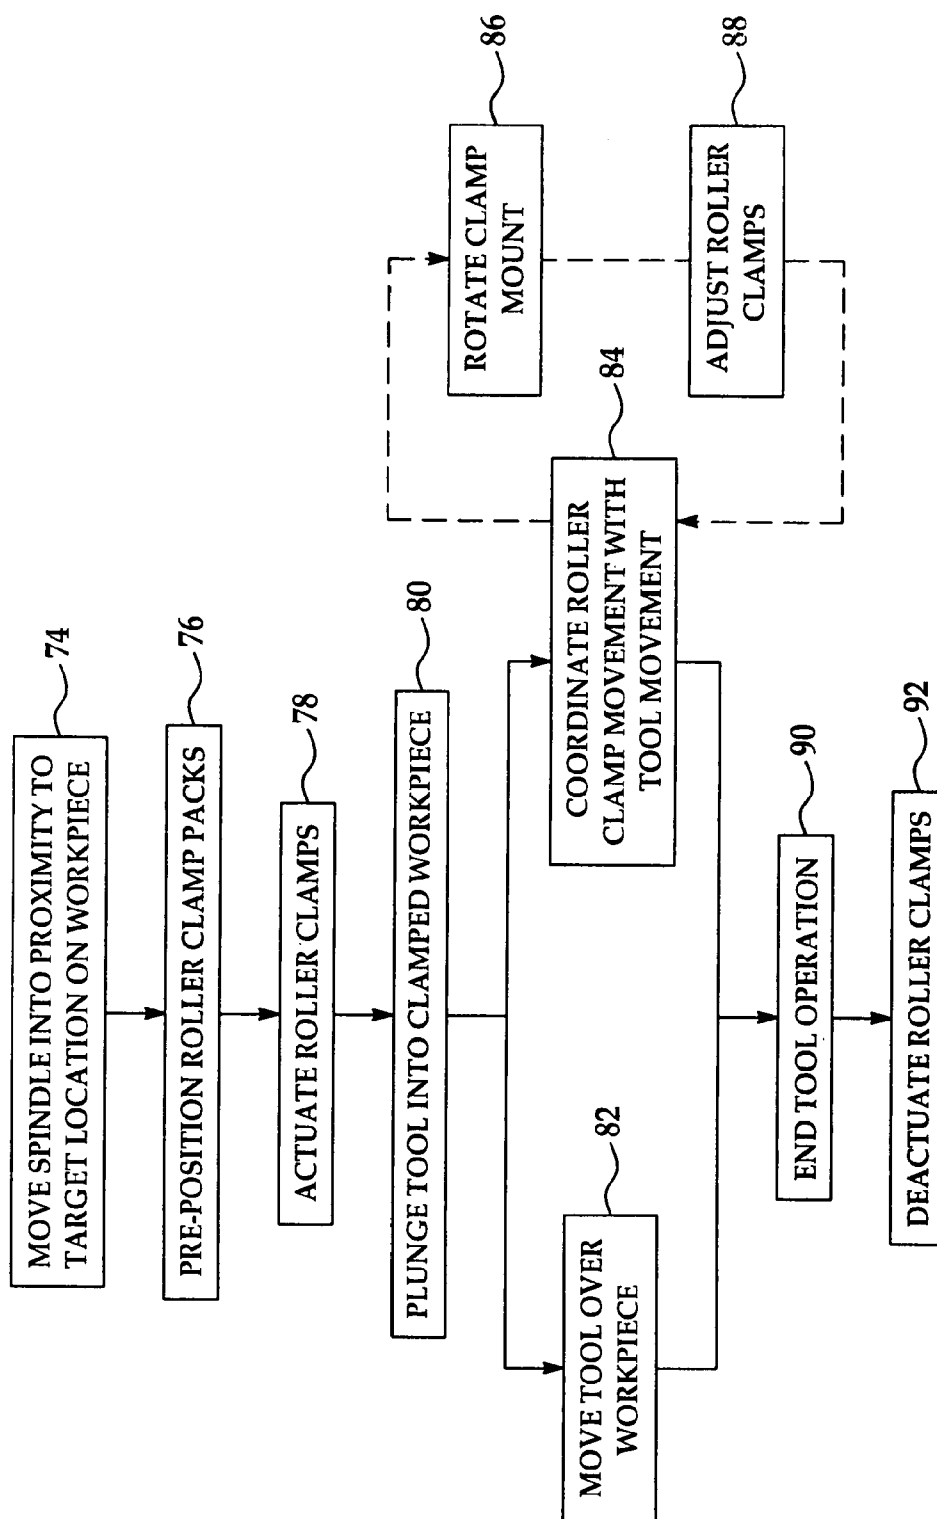 MOVE SPINDLE INTO PROXIMITY TO
TARGET LOCATION ON WORKPIECE
74
PRE-POSITION ROLLER CLAMP PACKS
76
ACTUATE ROLLER CLAMPS
78
PLUNGE TOOL INTO CLAMPED WORKPIECE
80
MOVE TOOL OVER
WORKPIECE
82
COORDINATE ROLLER
CLAMP MOVEMENT WITH
TOOL MOVEMENT
84
ROTATE CLAMP
MOUNT
86
ADJUST ROLLER
CLAMPS
88
END TOOL OPERATION
90
DEACTUATE ROLLER CLAMPS
92